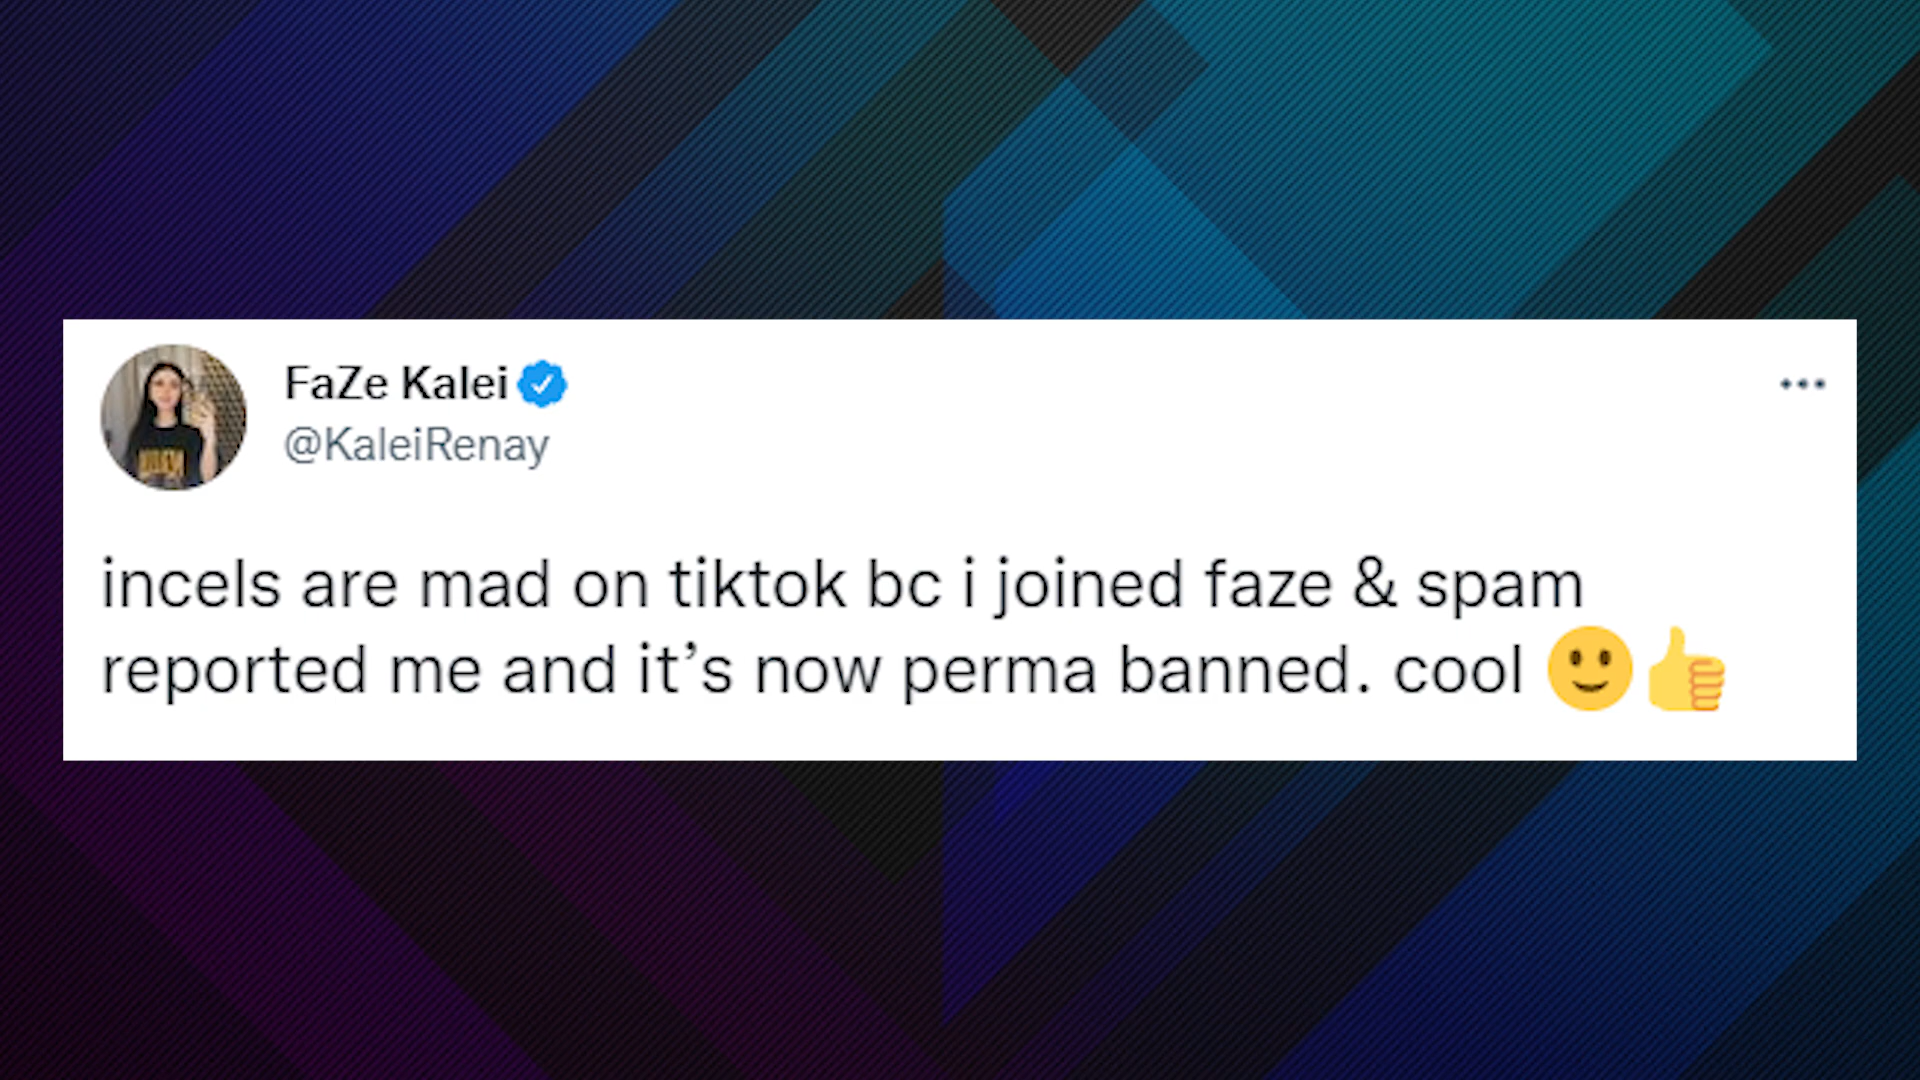 FaZe Kalei
@KaleiRenay
incels are mad on tiktok bc i joined faze & spam
reported me and it’s now perma banned. cool 🙂👍